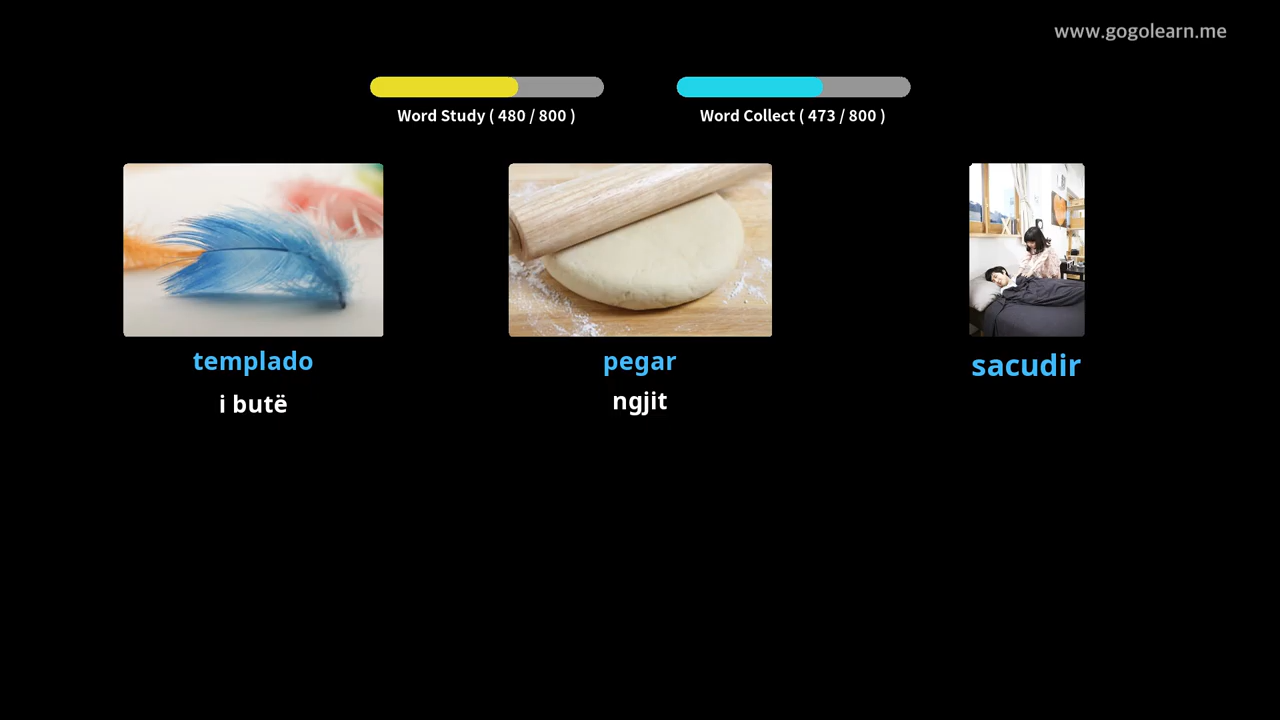 www.gogolearn.me
Word Study ( 480 / 800 )
Word Collect ( 473 / 800 )
templado
pegar
sacudir
i butë
ngjit